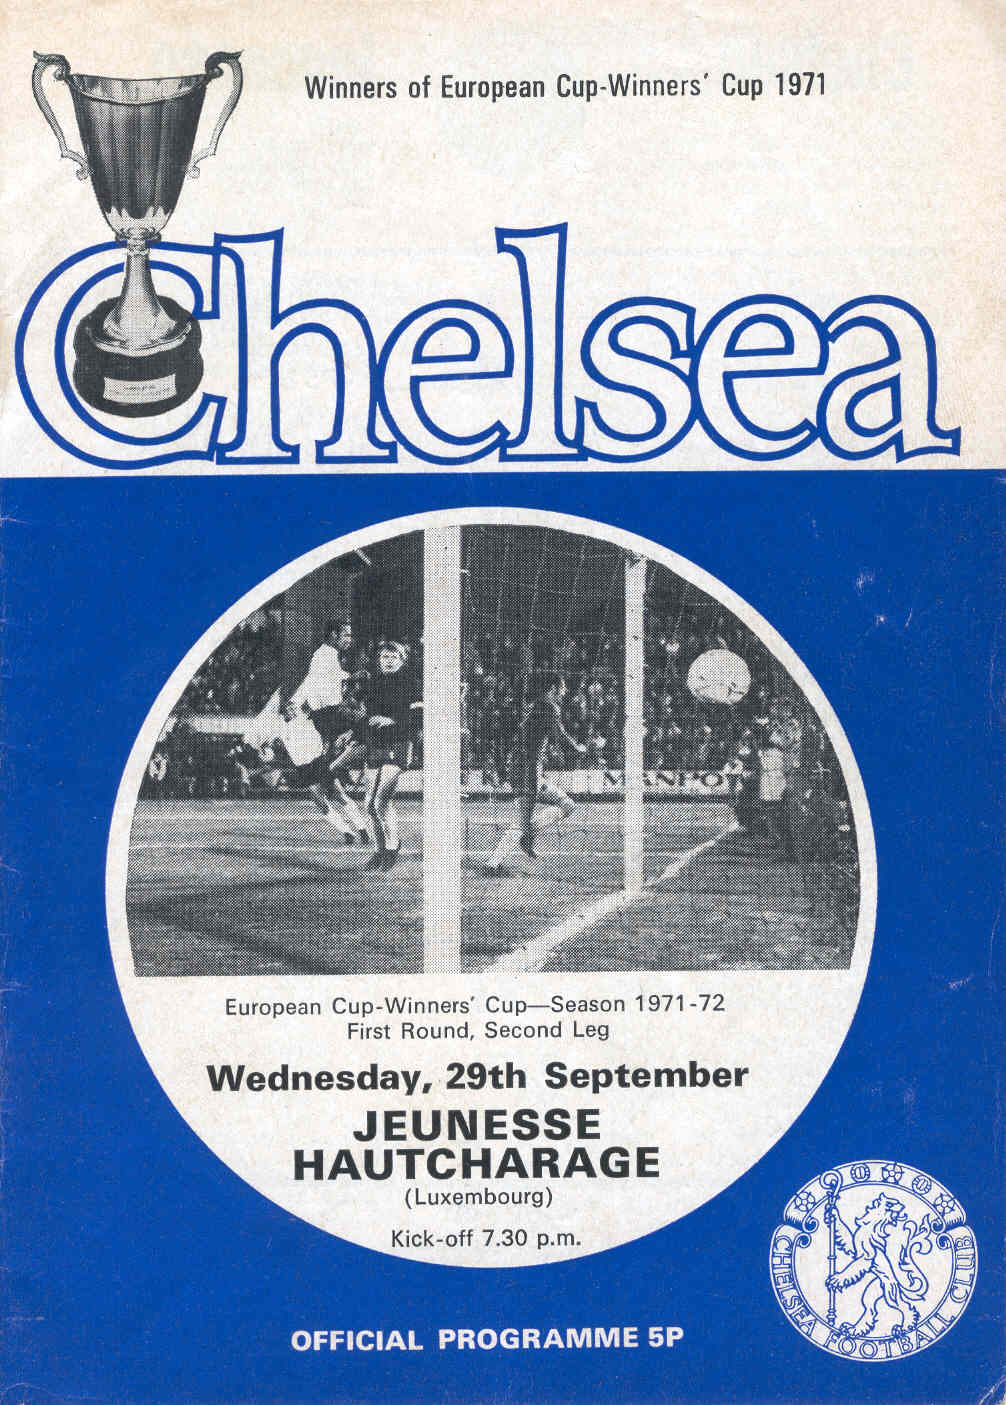 Winners of European Cup-Winners' Cup 1971
Chelsea
European Cup-Winners' Cup—Season 1971-72
First Round, Second Leg
Wednesday, 29th September
JEUNESSE
HAUTCHARAGE
(Luxembourg)
Kick-off 7.30 p.m.
CHELSEA FOOTBALL CLUB
OFFICIAL PROGRAMME 5P